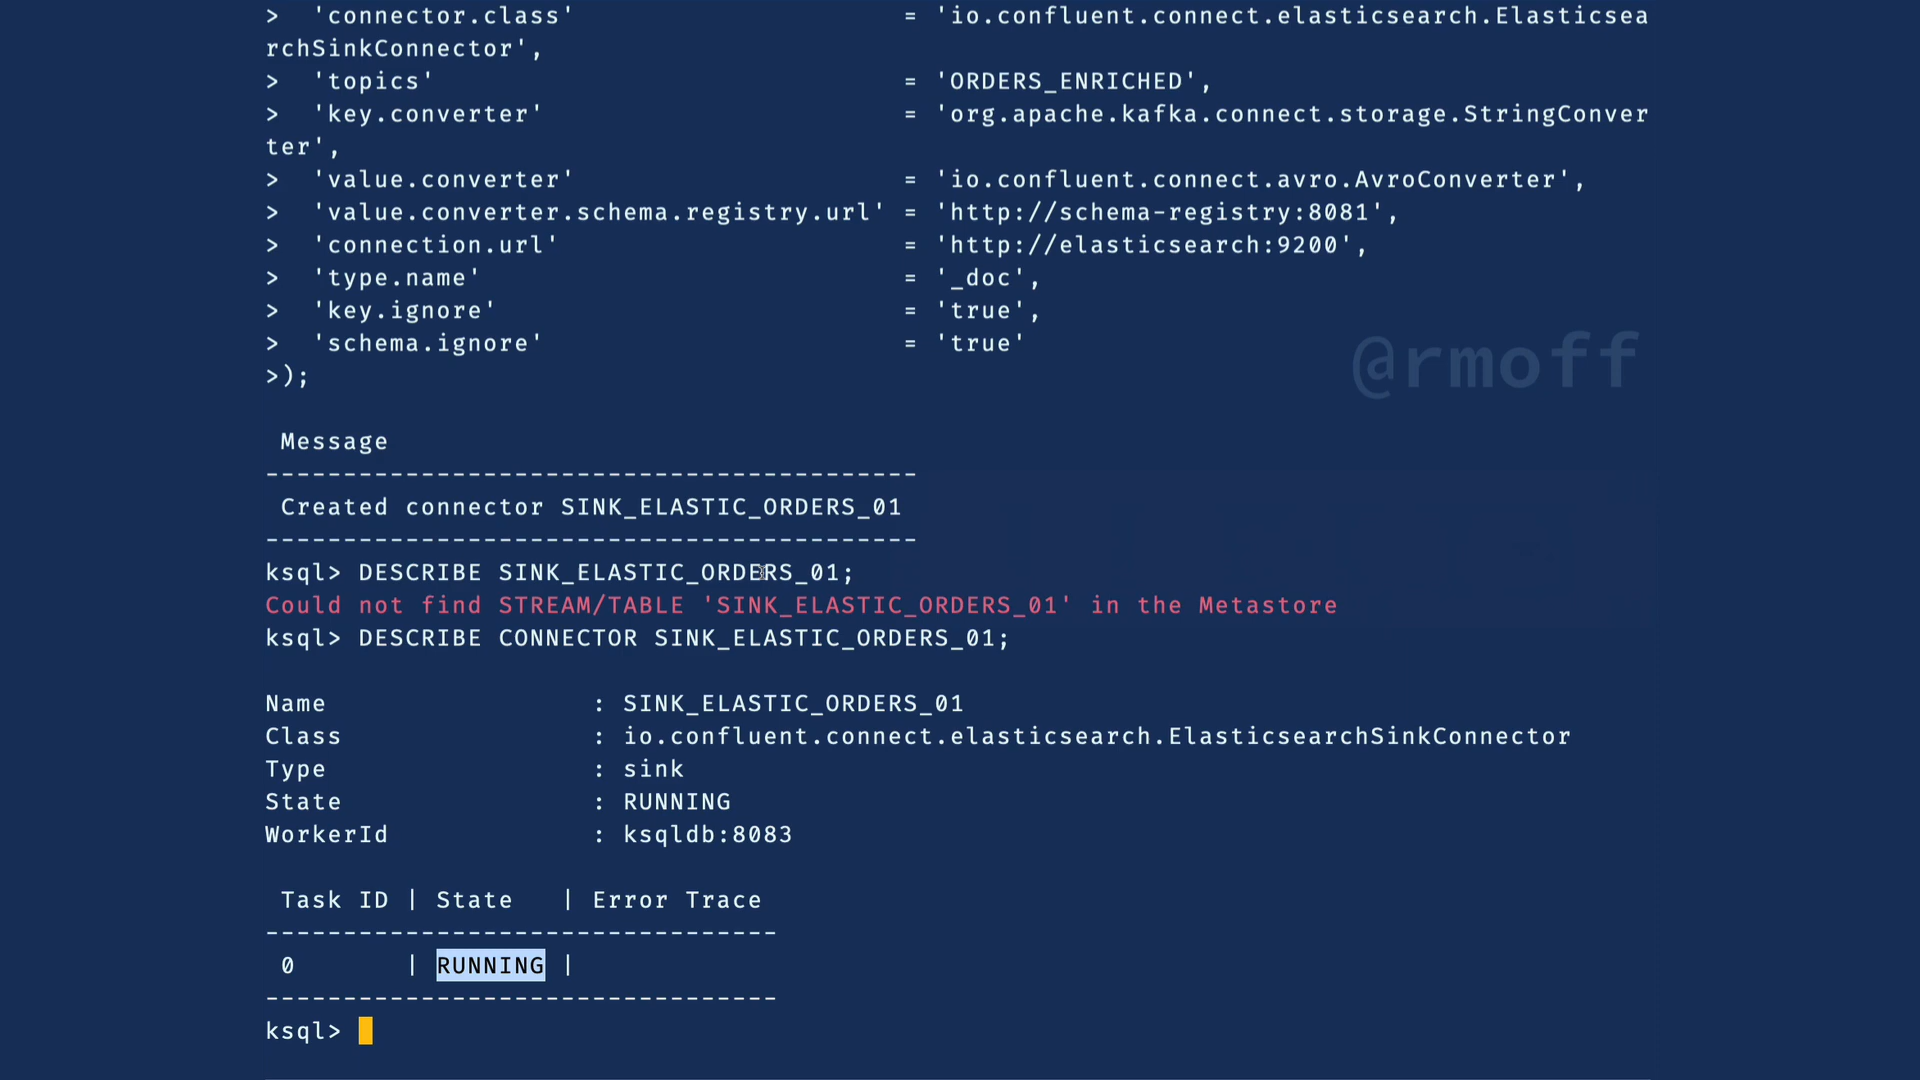 >  'connector.class'                     = 'io.confluent.connect.elasticsearch.Elasticsea
rchSinkConnector',
>  'topics'                              = 'ORDERS_ENRICHED',
>  'key.converter'                       = 'org.apache.kafka.connect.storage.StringConver
ter',
>  'value.converter'                     = 'io.confluent.connect.avro.AvroConverter',
>  'value.converter.schema.registry.url' = 'http://schema-registry:8081',
>  'connection.url'                      = 'http://elasticsearch:9200',
>  'type.name'                           = '_doc',
>  'key.ignore'                          = 'true',
>  'schema.ignore'                       = 'true'
>);
@rmoff
 Message
------------------------------------------
 Created connector SINK_ELASTIC_ORDERS_01
------------------------------------------
ksql> DESCRIBE SINK_ELASTIC_ORDERS_01;
Could not find STREAM/TABLE 'SINK_ELASTIC_ORDERS_01' in the Metastore
ksql> DESCRIBE CONNECTOR SINK_ELASTIC_ORDERS_01;
Name                 : SINK_ELASTIC_ORDERS_01
Class                : io.confluent.connect.elasticsearch.ElasticsearchSinkConnector
Type                 : sink
State                : RUNNING
WorkerId             : ksqldb:8083
 Task ID | State   | Error Trace
---------------------------------
 0       | RUNNING |
---------------------------------
ksql>